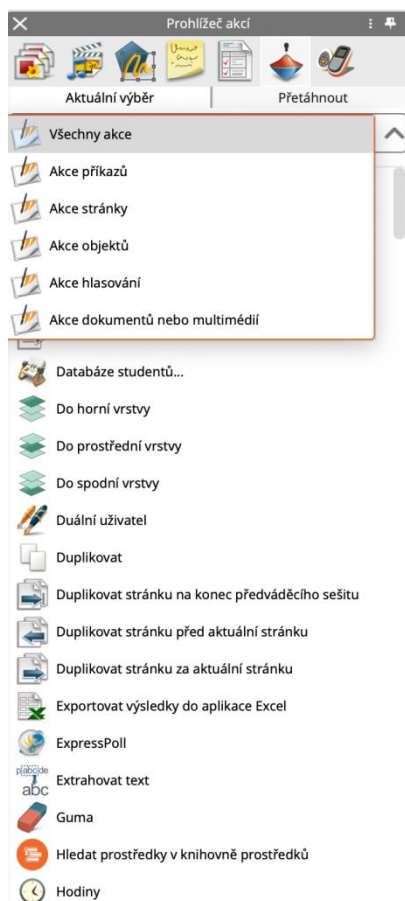 Prohlížeč akcí
Aktuální výběr
Přetáhnout
Všechny akce
Akce příkazů
Akce stránky
Akce objektů
Akce hlasování
Akce dokumentů nebo multimédií
Databáze studentů...
Do horní vrstvy
Do prostřední vrstvy
Do spodní vrstvy
Duální uživatel
Duplikovat
Duplikovat stránku na konec předváděcího sešitu
Duplikovat stránku před aktuální stránku
Duplikovat stránku za aktuální stránku
Exportovat výsledky do aplikace Excel
ExpressPoll
Extrahovat text
Guma
Hledat prostředky v knihovně prostředků
Hodiny